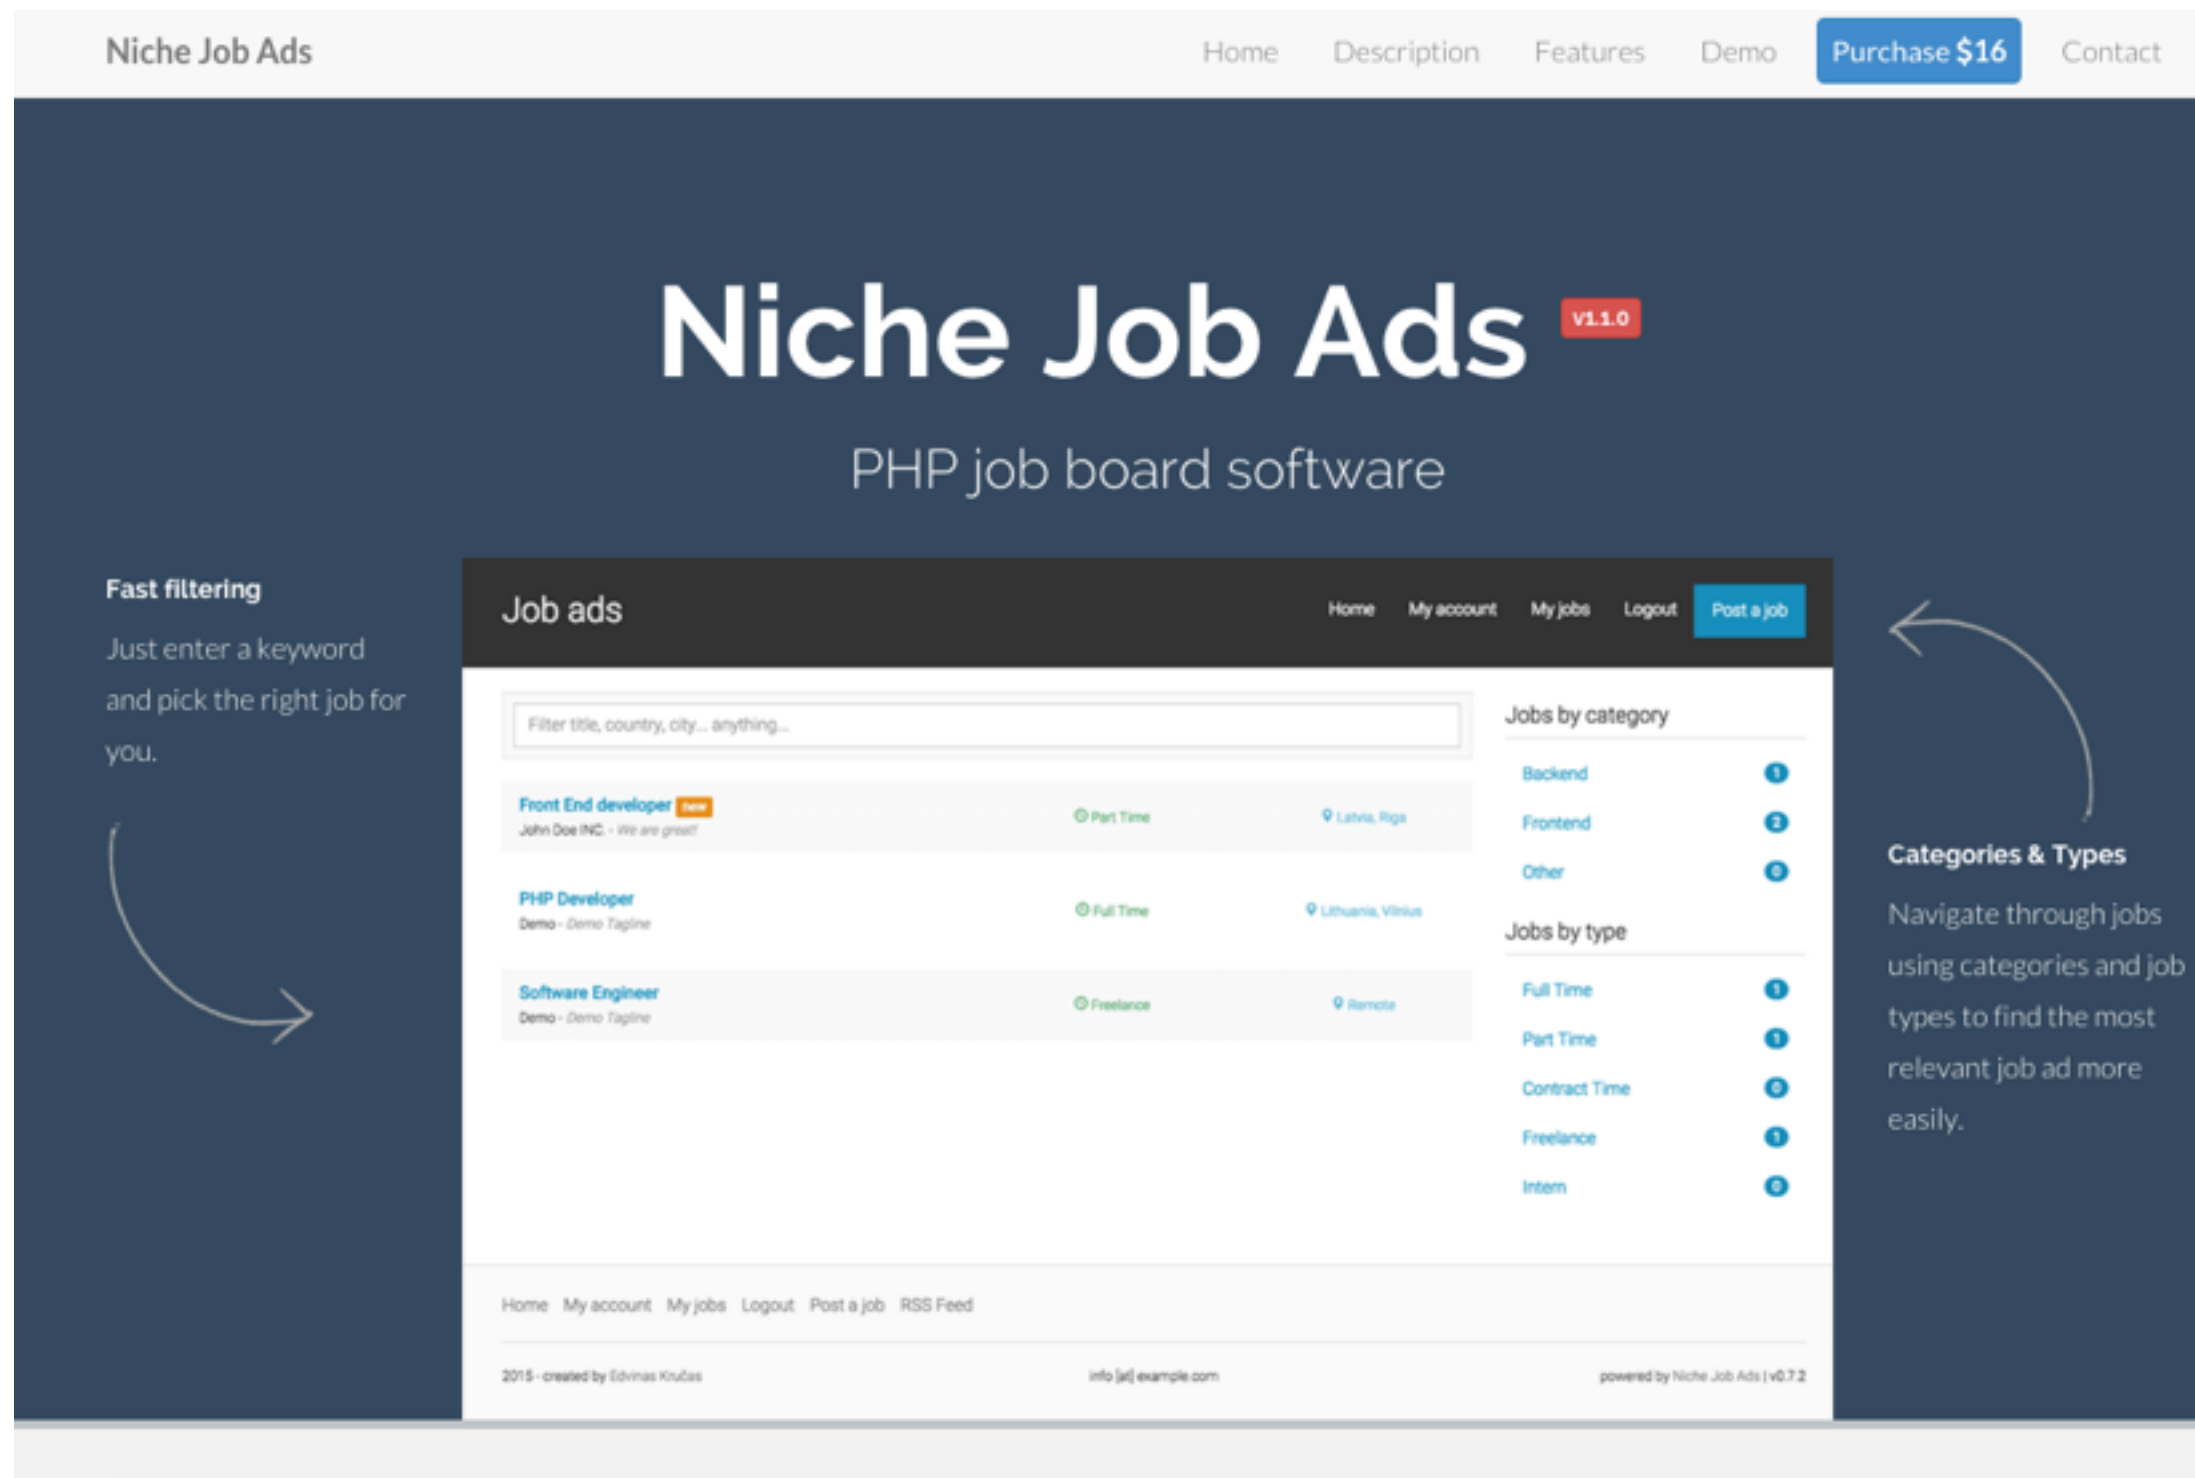 Niche Job Ads
Home Description Features Demo Purchase $16 Contact
Niche Job Ads v1.1.0
PHP job board software
Fast filtering
Just enter a keyword
and pick the right job for
you.
Job ads
Home My account My jobs Logout Post a job
Filter title, country, city... anything...
Front End developer new
John Doe INC. - We are great!
Part Time
Latvia, Riga
PHP Developer
Demo - Demo Tagline
Full Time
Lithuania, Vilnius
Software Engineer
Demo - Demo Tagline
Freelance
Remote
Jobs by category
Backend 1
Frontend 2
Other 0
Jobs by type
Full Time 1
Part Time 1
Contract Time 0
Freelance 1
Intern 0
Categories & Types
Navigate through jobs
using categories and job
types to find the most
relevant job ad more
easily.
Home My account My jobs Logout Post a job RSS Feed
2015 - created by Edvinas Kručas
info [at] example.com
powered by Niche Job Ads | v0.7.2